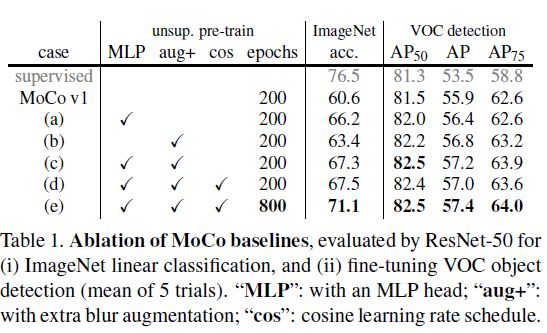 unsup. pre-train ImageNet VOC detection
case MLP aug+ cos epochs acc. AP50 AP AP75
supervised 76.5 81.3 53.5 58.8
MoCo v1 200 60.6 81.5 55.9 62.6
(a) ✓ 200 66.2 82.0 56.4 62.6
(b) ✓ 200 63.4 82.2 56.8 63.2
(c) ✓ ✓ 200 67.3 82.5 57.2 63.9
(d) ✓ ✓ ✓ 200 67.5 82.4 57.0 63.6
(e) ✓ ✓ ✓ 800 71.1 82.5 57.4 64.0
Table 1. Ablation of MoCo baselines, evaluated by ResNet-50 for
(i) ImageNet linear classification, and (ii) fine-tuning VOC object
detection (mean of 5 trials). “MLP”: with an MLP head; “aug+”:
with extra blur augmentation; “cos”: cosine learning rate schedule.